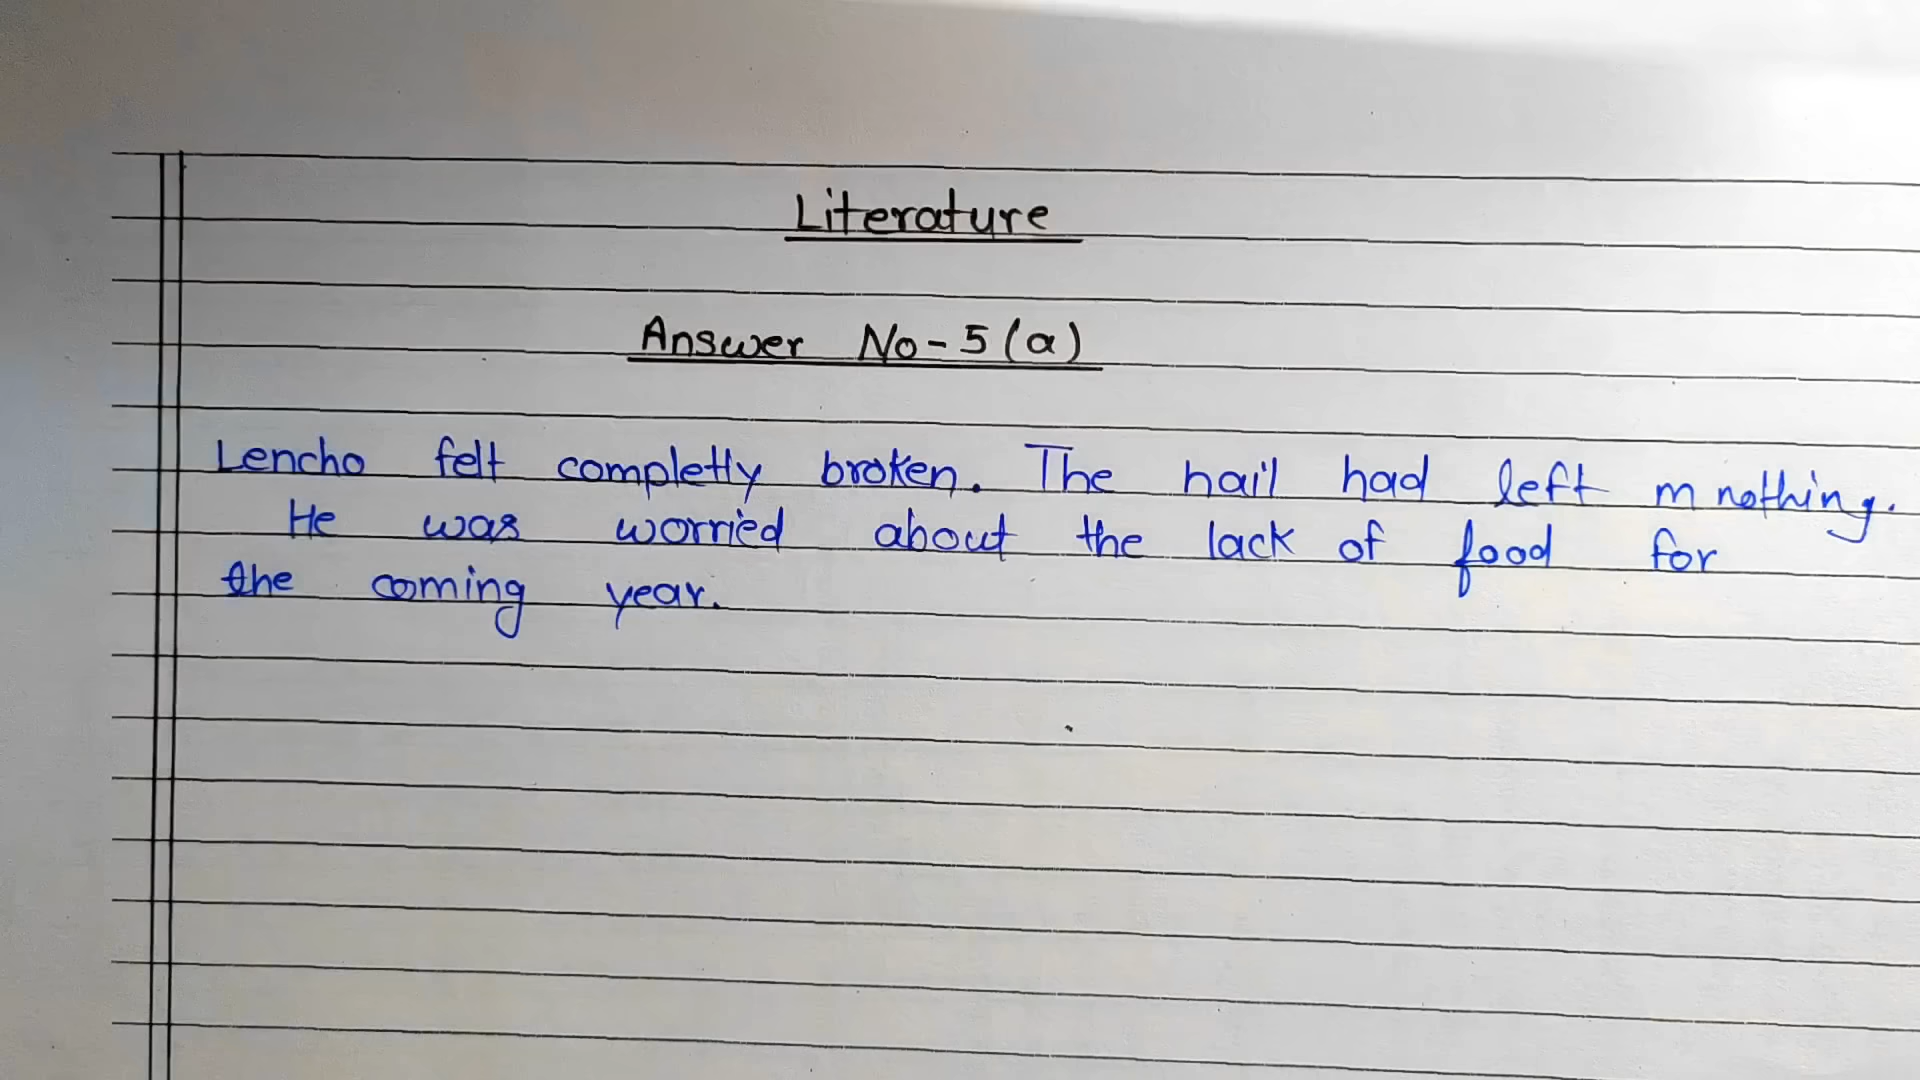 Literature
Answer No-5(a)
Lencho felt completly broken. The hail had left m nothing.
He was worried about the lack of food for
the coming year.